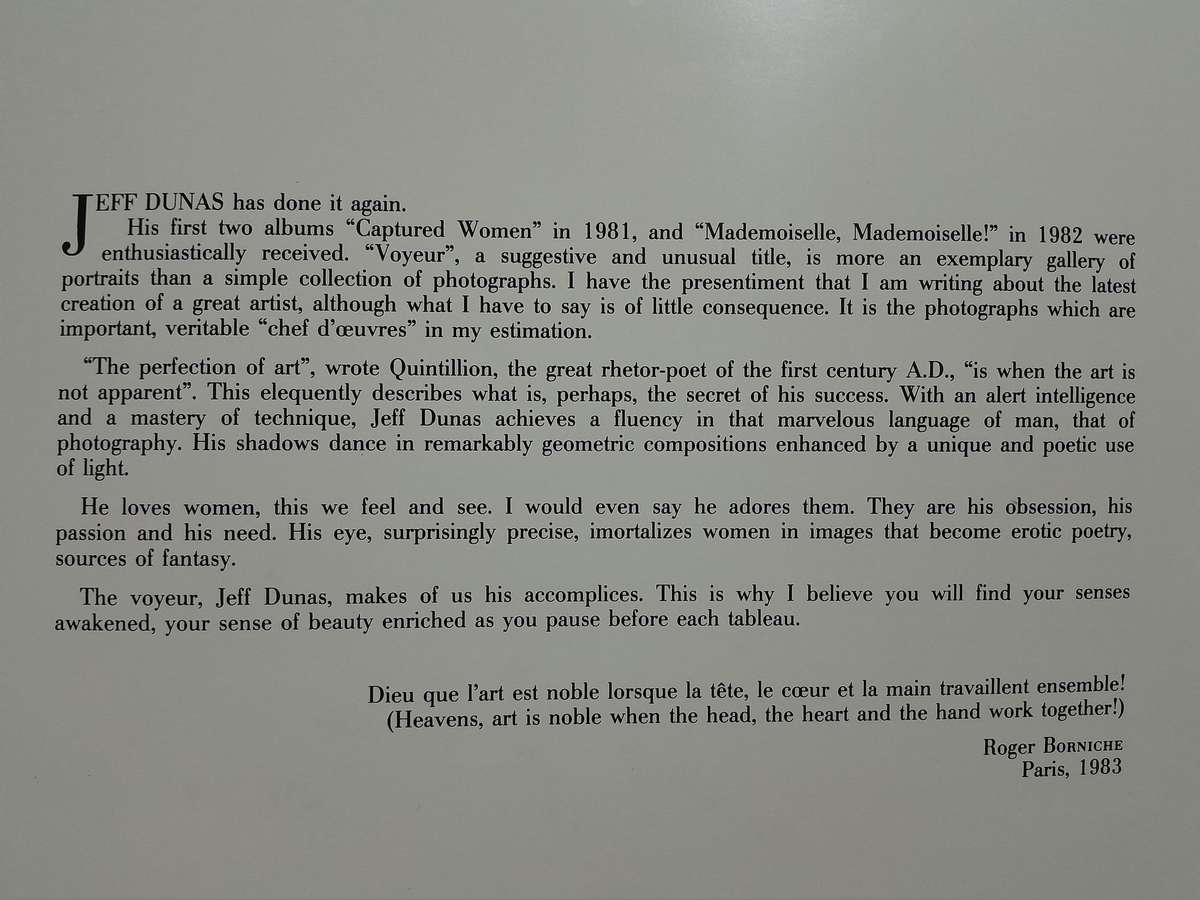 JEFF DUNAS has done it again.
His first two albums “Captured Women” in 1981, and “Mademoiselle, Mademoiselle!” in 1982 were
enthusiastically received. “Voyeur”, a suggestive and unusual title, is more an exemplary gallery of
portraits than a simple collection of photographs. I have the presentiment that I am writing about the latest
creation of a great artist, although what I have to say is of little consequence. It is the photographs which are
important, veritable “chef d’œuvres” in my estimation.
“The perfection of art”, wrote Quintillion, the great rhetor-poet of the first century A.D., “is when the art is
not apparent”. This elequently describes what is, perhaps, the secret of his success. With an alert intelligence
and a mastery of technique, Jeff Dunas achieves a fluency in that marvelous language of man, that of
photography. His shadows dance in remarkably geometric compositions enhanced by a unique and poetic use
of light.
He loves women, this we feel and see. I would even say he adores them. They are his obsession, his
passion and his need. His eye, surprisingly precise, imortalizes women in images that become erotic poetry,
sources of fantasy.
The voyeur, Jeff Dunas, makes of us his accomplices. This is why I believe you will find your senses
awakened, your sense of beauty enriched as you pause before each tableau.
Dieu que l’art est noble lorsque la tête, le cœur et la main travaillent ensemble!
(Heavens, art is noble when the head, the heart and the hand work together!)
Roger BORNICHE
Paris, 1983